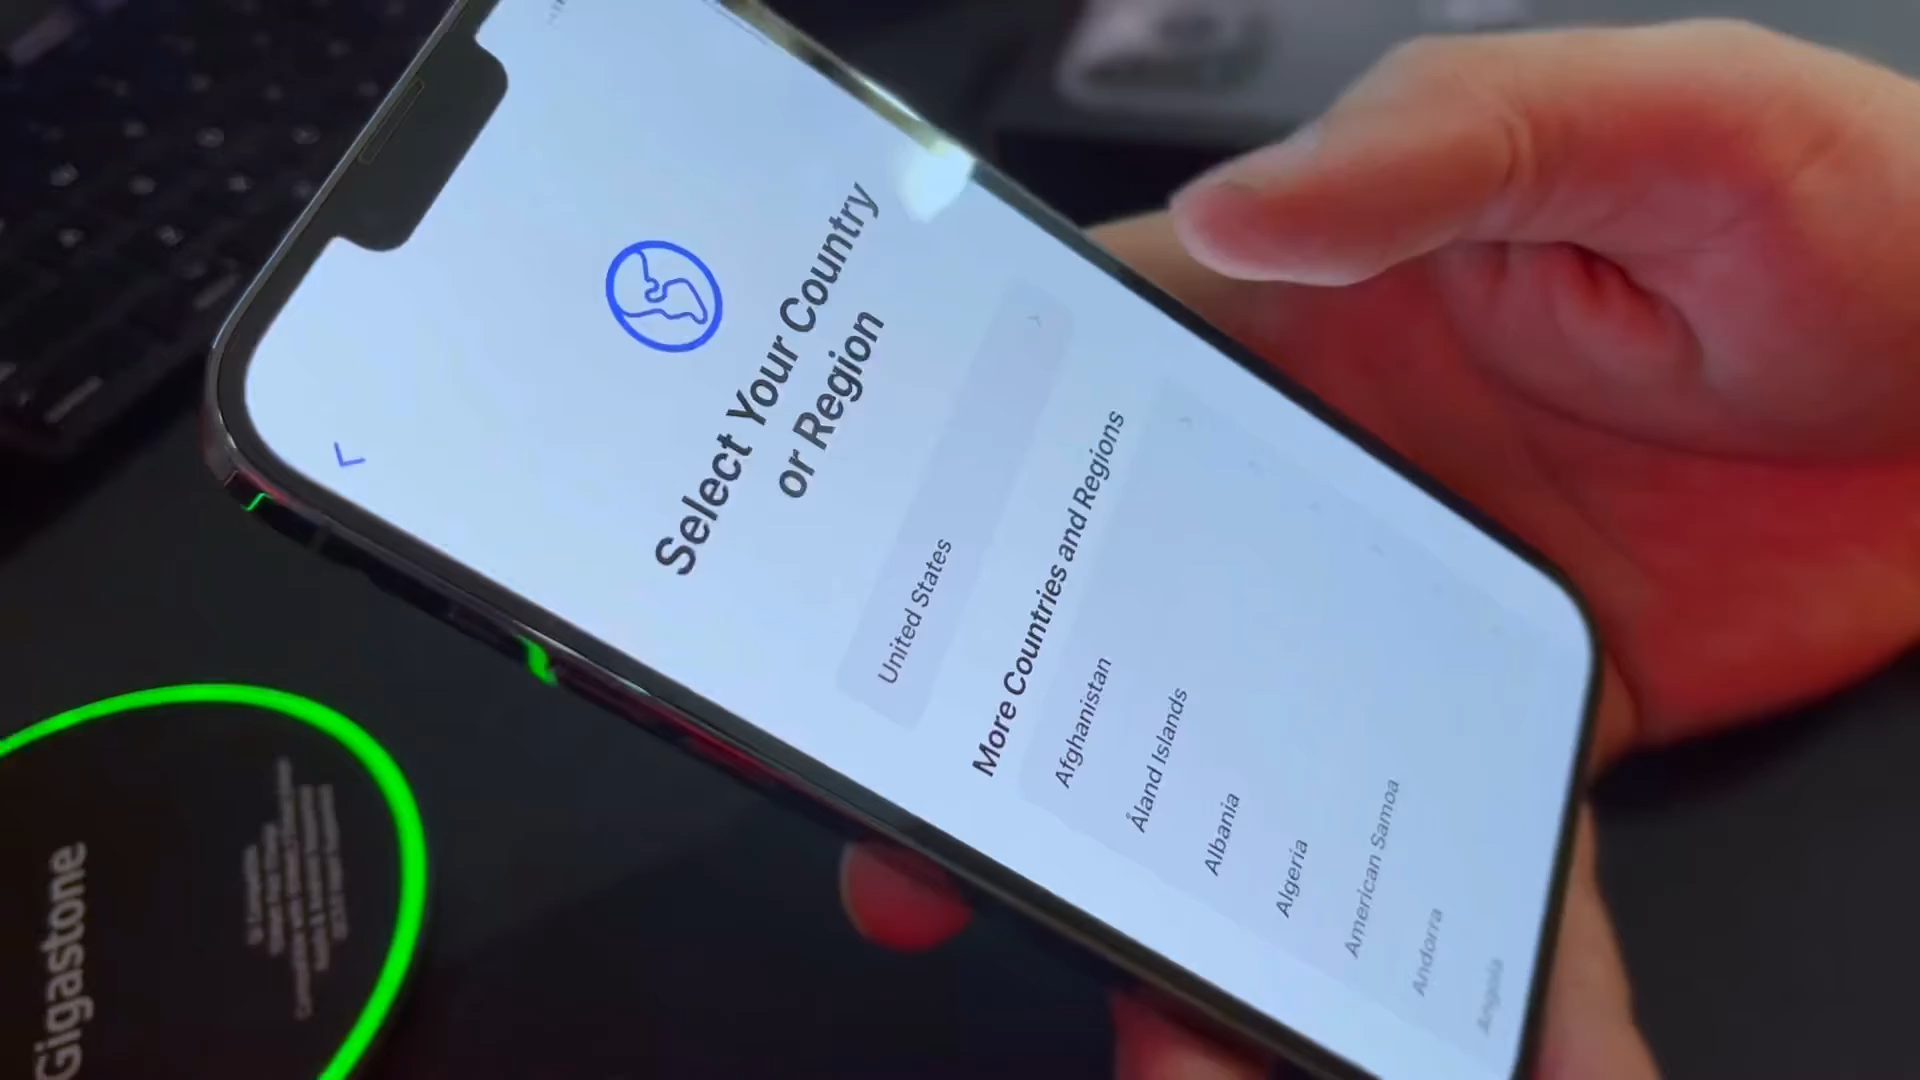 Select Your Country
or Region
United States
More Countries and Regions
Afghanistan
Åland Islands
Albania
Algeria
American Samoa
Andorra
Angola
Gigastone